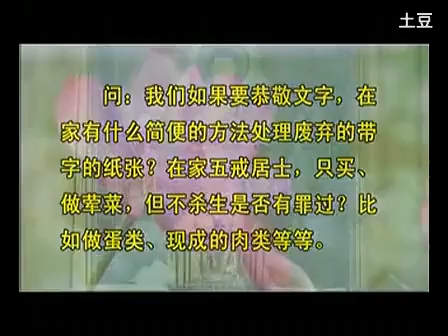 土豆
问：我们如果要恭敬文字，在
家有什么简便的方法处理废弃的带
字的纸张？在家五戒居士，只买、
做荤菜，但不杀生是否有罪过？比
如做蛋类、现成的肉类等等。